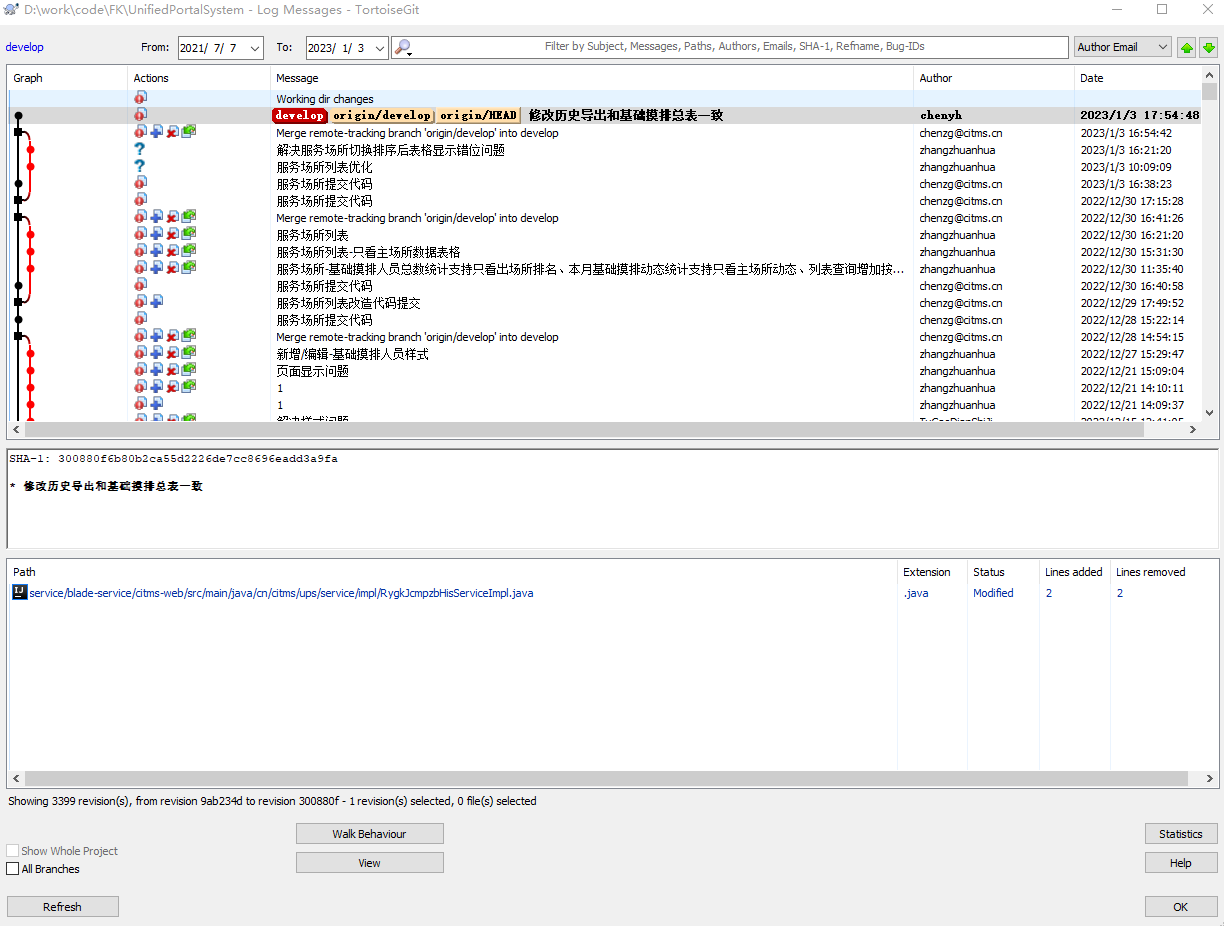 D:\work\code\FK\UnifiedPortalSystem - Log Messages - TortoiseGit
develop From: 2021/ 7/ 7 To: 2023/ 1/ 3 Filter by Subject, Messages, Paths, Authors, Emails, SHA-1, Refname, Bug-IDs Author Email
Graph Actions Message Author Date
Working dir changes
develop origin/develop origin/HEAD 修改历史导出和基础摸排总表一致 chenyh 2023/1/3 17:54:48
Merge remote-tracking branch 'origin/develop' into develop chenzg@citms.cn 2023/1/3 16:54:42
? 解决服务场所切换排序后表格显示错位问题 zhangzhuanhua 2023/1/3 16:21:20
? 服务场所列表优化 zhangzhuanhua 2023/1/3 10:09:09
服务场所提交代码 chenzg@citms.cn 2023/1/3 16:38:23
服务场所提交代码 chenzg@citms.cn 2022/12/30 17:15:28
Merge remote-tracking branch 'origin/develop' into develop chenzg@citms.cn 2022/12/30 16:41:26
服务场所列表 zhangzhuanhua 2022/12/30 16:21:20
服务场所列表-只看主场所数据表格 zhangzhuanhua 2022/12/30 15:31:30
服务场所-基础摸排人员总数统计支持只看出场所排名、本月基础摸排动态统计支持只看主场所动态、列表查询增加按... zhangzhuanhua 2022/12/30 11:35:40
服务场所提交代码 chenzg@citms.cn 2022/12/30 16:40:58
服务场所列表改造代码提交 chenzg@citms.cn 2022/12/29 17:49:52
服务场所提交代码 chenzg@citms.cn 2022/12/28 15:22:14
Merge remote-tracking branch 'origin/develop' into develop chenzg@citms.cn 2022/12/28 14:54:15
新增/编辑-基础摸排人员样式 zhangzhuanhua 2022/12/27 15:29:47
页面显示问题 zhangzhuanhua 2022/12/21 15:09:04
1 zhangzhuanhua 2022/12/21 14:10:11
1 zhangzhuanhua 2022/12/21 14:09:37
SHA-1: 300880f6b80b2ca55d2226de7cc8696eadd3a9fa
* 修改历史导出和基础摸排总表一致
Path Extension Status Lines added Lines removed
service/blade-service/citms-web/src/main/java/cn/citms/ups/service/impl/RygkJcmpzbHisServiceImpl.java .java Modified 2 2
Showing 3399 revision(s), from revision 9ab234d to revision 300880f - 1 revision(s) selected, 0 file(s) selected
Walk Behaviour Statistics
Show Whole Project
View Help
All Branches
Refresh OK